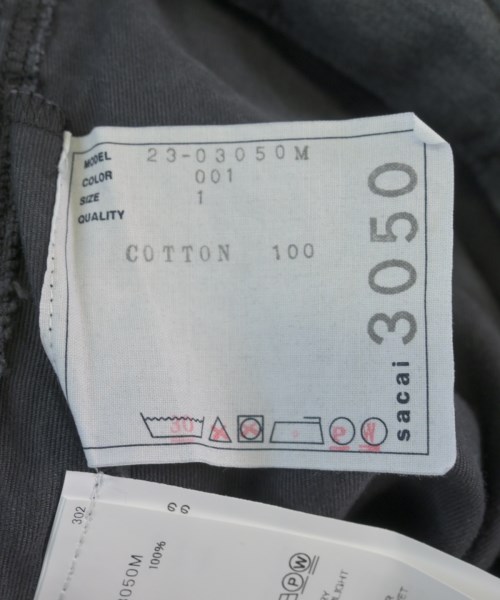 MODEL 23-03050M
COLOR 001
SIZE 1
QUALITY
COTTON 100
30
P
sacai 3050
302
3050M
100%
P W